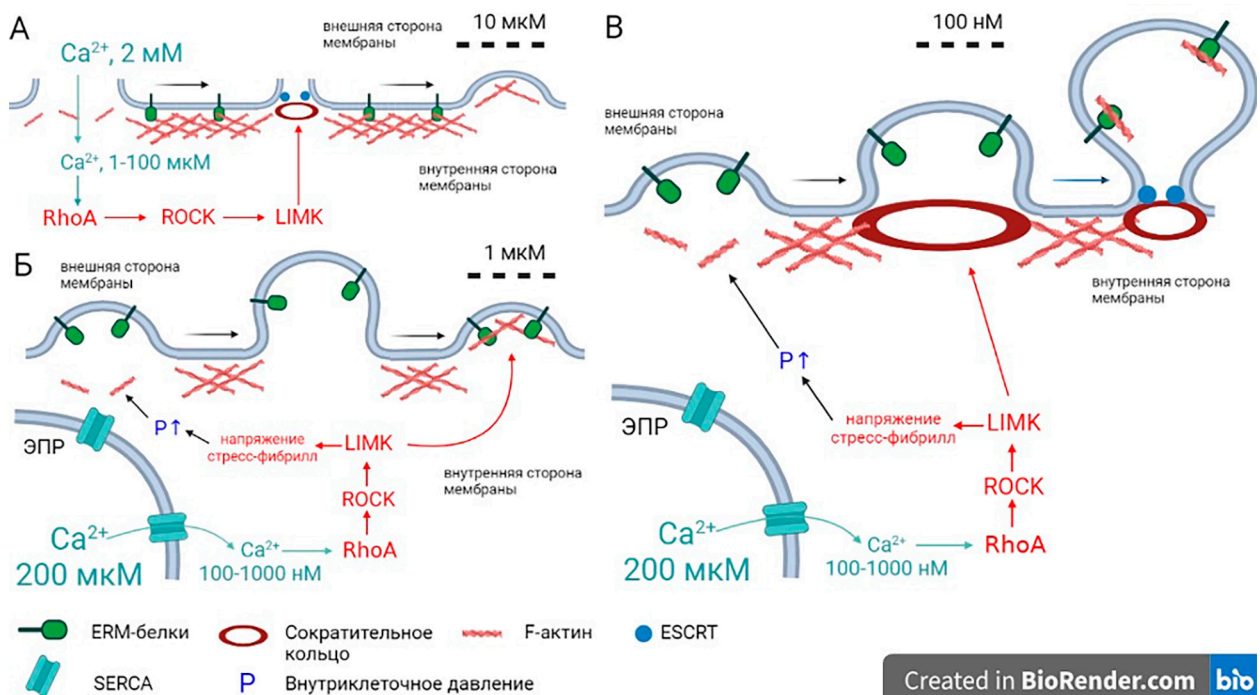 А
Ca²⁺, 2 мМ
внешняя сторона
мембраны
10 мкМ
Ca²⁺, 1-100 мкМ
внутренняя сторона
мембраны
RhoA
ROCK
LIMK
Б
внешняя сторона
мембраны
1 мкМ
ЭПР
P↑
напряжение
стресс-фибрилл
LIMK
внутренняя сторона
мембраны
ROCK
Ca²⁺
200 мкМ
Ca²⁺
100-1000 нМ
RhoA
В
100 нМ
внешняя сторона
мембраны
внутренняя сторона
мембраны
P↑
ЭПР
напряжение
стресс-фибрилл
LIMK
ROCK
Ca²⁺
200 мкМ
Ca²⁺
100-1000 нМ
RhoA
ERM-белки
Сократительное
кольцо
F-актин
ESCRT
SERCA
P
Внутриклеточное давление
Created in BioRender.com
bio